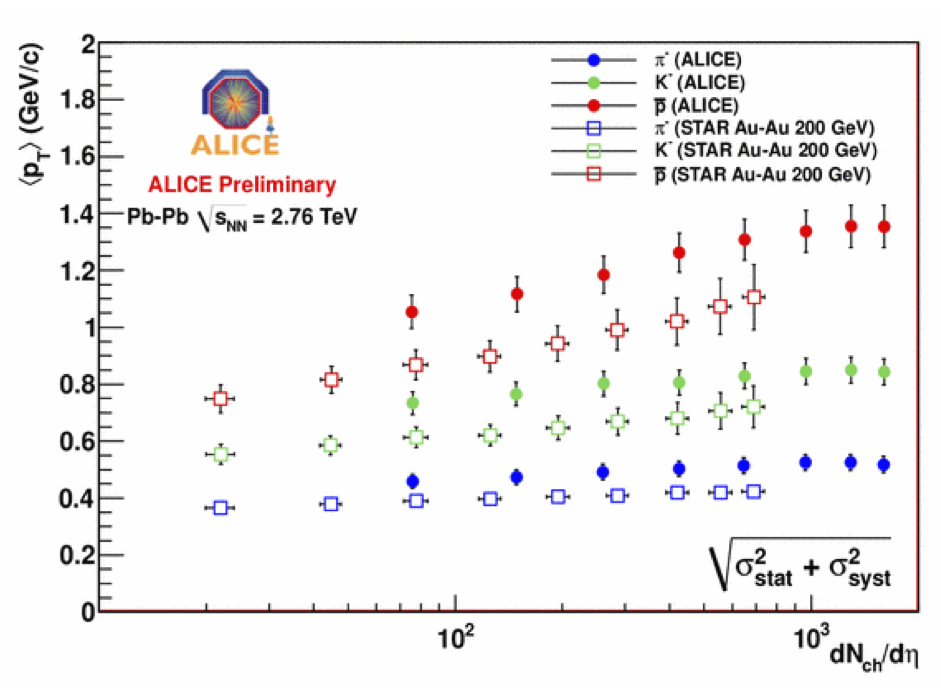 ⟨p_T⟩ (GeV/c)
2
1.8
1.6
1.4
1.2
1
0.8
0.6
0.4
0.2
0
ALICE
ALICE Preliminary
Pb-Pb √s_NN = 2.76 TeV
π⁻ (ALICE)
K⁻ (ALICE)
p̅ (ALICE)
π⁻ (STAR Au-Au 200 GeV)
K⁻ (STAR Au-Au 200 GeV)
p̅ (STAR Au-Au 200 GeV)
√σ²_stat + σ²_syst
10²
10³
dN_ch/dη